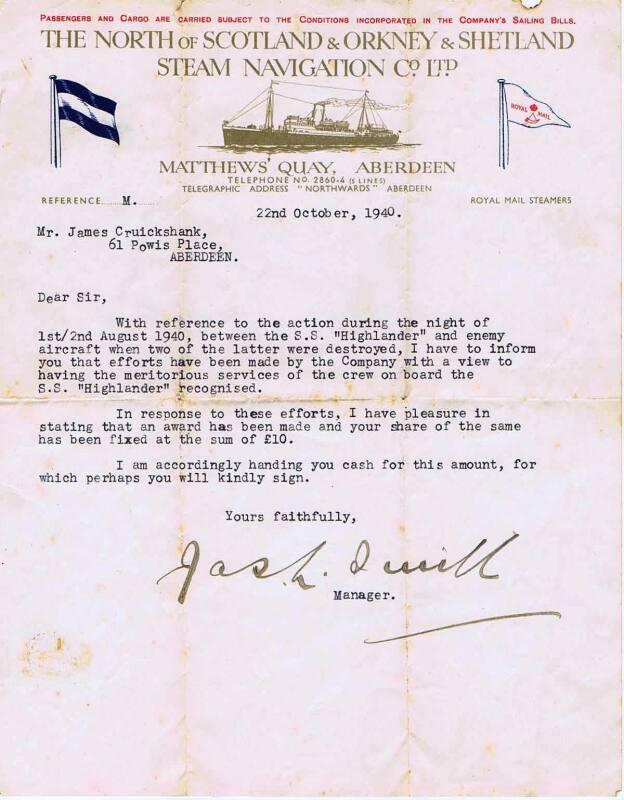 PASSENGERS AND CARGO ARE CARRIED SUBJECT TO THE CONDITIONS INCORPORATED IN THE COMPANY'S SAILING BILLS.
THE NORTH OF SCOTLAND & ORKNEY & SHETLAND
STEAM NAVIGATION CO LTD
ROYAL MAIL
MATTHEWS' QUAY, ABERDEEN
TELEPHONE NO. 2860-4 (5 LINES)
TELEGRAPHIC ADDRESS "NORTHWARDS" ABERDEEN
REFERENCE M.
ROYAL MAIL STEAMERS
22nd October, 1940.
Mr. James Cruickshank,
61 Powis Place,
ABERDEEN.
Dear Sir,
With reference to the action during the night of
1st/2nd August 1940, between the S.S. "Highlander" and enemy
aircraft when two of the latter were destroyed, I have to inform
you that efforts have been made by the Company with a view to
having the meritorious services of the crew on board the
S.S. "Highlander" recognised.
In response to these efforts, I have pleasure in
stating that an award has been made and your share of the same
has been fixed at the sum of £10.
I am accordingly handing you cash for this amount, for
which perhaps you will kindly sign.
Yours faithfully,
Manager.